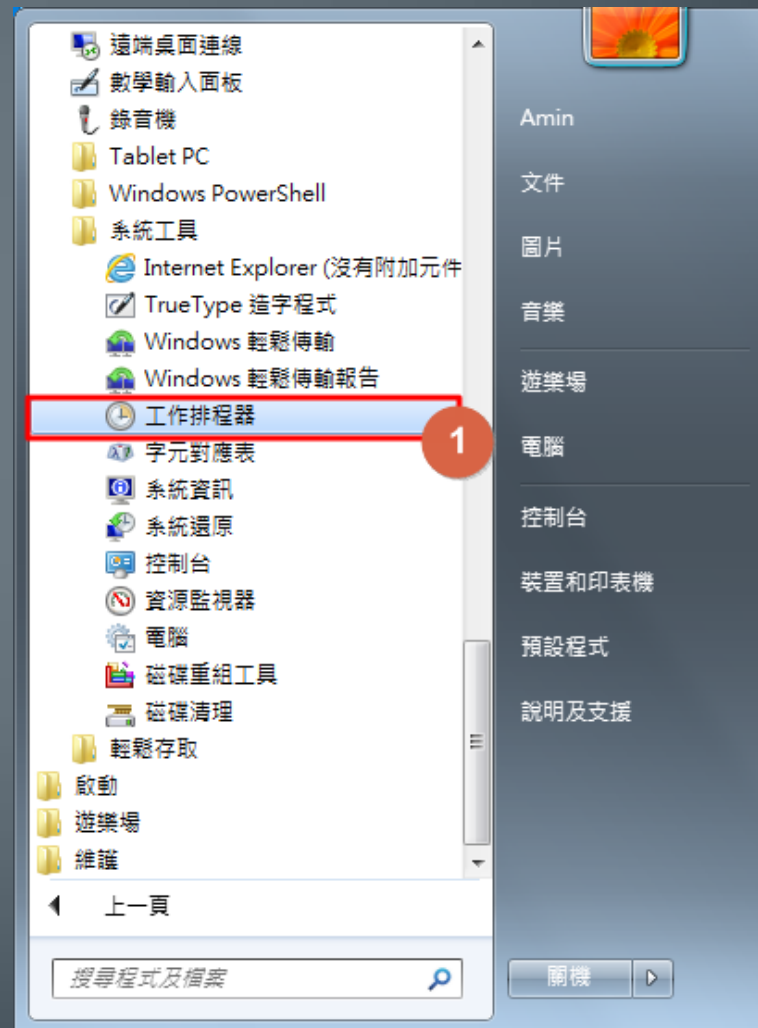 遠端桌面連線
數學輸入面板
錄音機
Tablet PC
Windows PowerShell
系統工具
Internet Explorer (沒有附加元件
TrueType 造字程式
Windows 輕鬆傳輸
Windows 輕鬆傳輸報告
工作排程器
1
字元對應表
系統資訊
系統還原
控制台
資源監視器
電腦
磁碟重組工具
磁碟清理
輕鬆存取
啟動
遊樂場
維護
上一頁
搜尋程式及檔案
Amin
文件
圖片
音樂
遊樂場
電腦
控制台
裝置和印表機
預設程式
說明及支援
關機